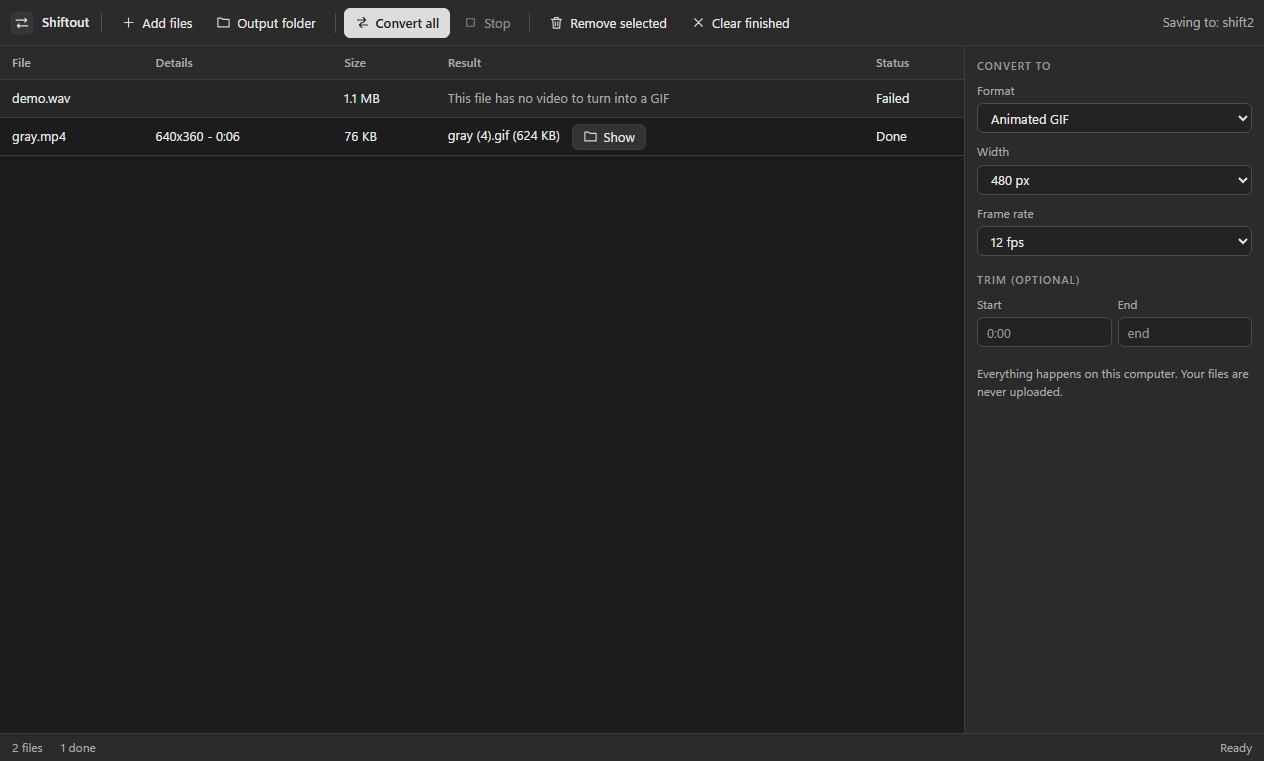 Shiftout Add files Output folder Convert all Stop Remove selected Clear finished Saving to: shift2
File Details Size Result Status
demo.wav 1.1 MB This file has no video to turn into a GIF Failed
gray.mp4 640x360 - 0:06 76 KB gray (4).gif (624 KB) Show Done
CONVERT TO
Format
Animated GIF
Width
480 px
Frame rate
12 fps
TRIM (OPTIONAL)
Start End
0:00 end
Everything happens on this computer. Your files are
never uploaded.
2 files 1 done Ready